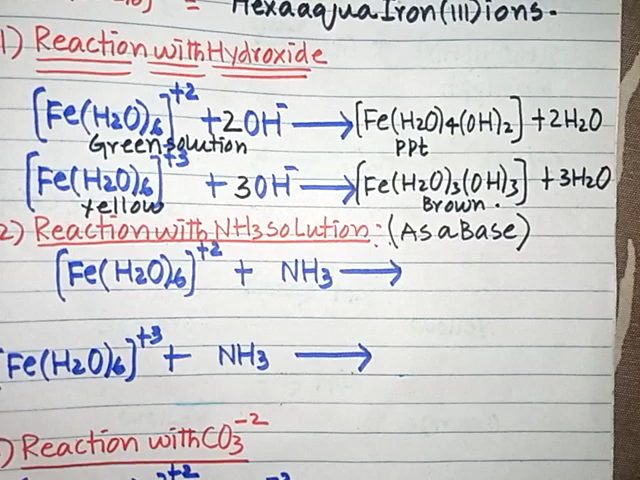 = Hexaaqua Iron(III) ions.
1) Reaction with Hydroxide
[Fe(H2O)6]+2 + 2OH- → [Fe(H2O)4(OH)2] + 2H2O
Green solution ppt
[Fe(H2O)6]+3 + 3OH- → [Fe(H2O)3(OH)3] + 3H2O
Yellow Brown.
2) Reaction with NH3 solution: (As a Base)
[Fe(H2O)6]+2 + NH3 →
[Fe(H2O)6]+3 + NH3 →
) Reaction with CO3-2